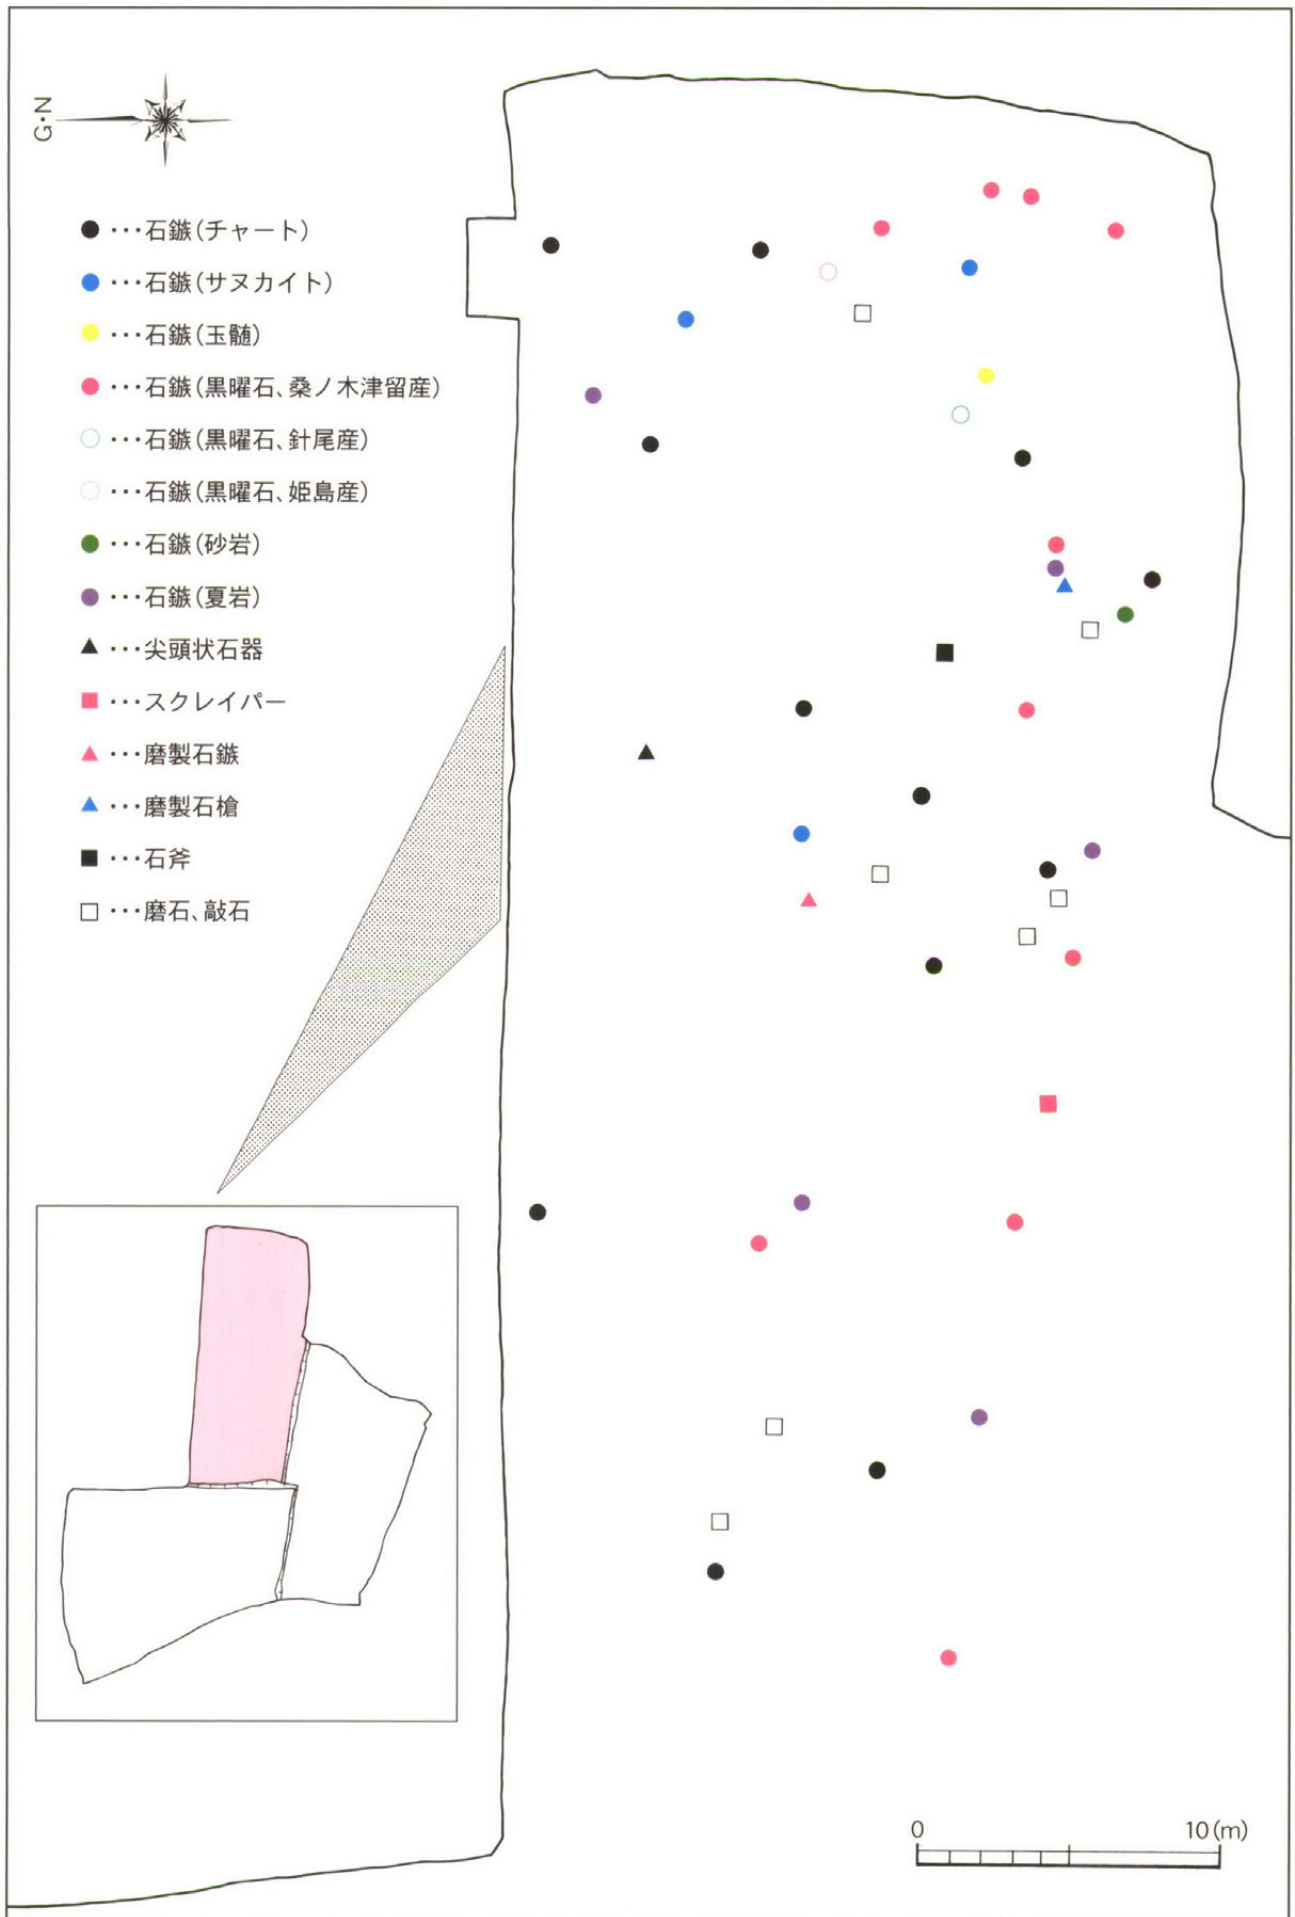 G・N
●・・・石鏃(チャート)
●・・・石鏃(サヌカイト)
●・・・石鏃(玉髄)
●・・・石鏃(黒曜石、桑ノ木津留産)
○・・・石鏃(黒曜石、針尾産)
○・・・石鏃(黒曜石、姫島産)
●・・・石鏃(砂岩)
●・・・石鏃(夏岩)
▲・・・尖頭状石器
■・・・スクレイパー
▲・・・磨製石鏃
▲・・・磨製石槍
■・・・石斧
□・・・磨石、敲石
0 10(m)